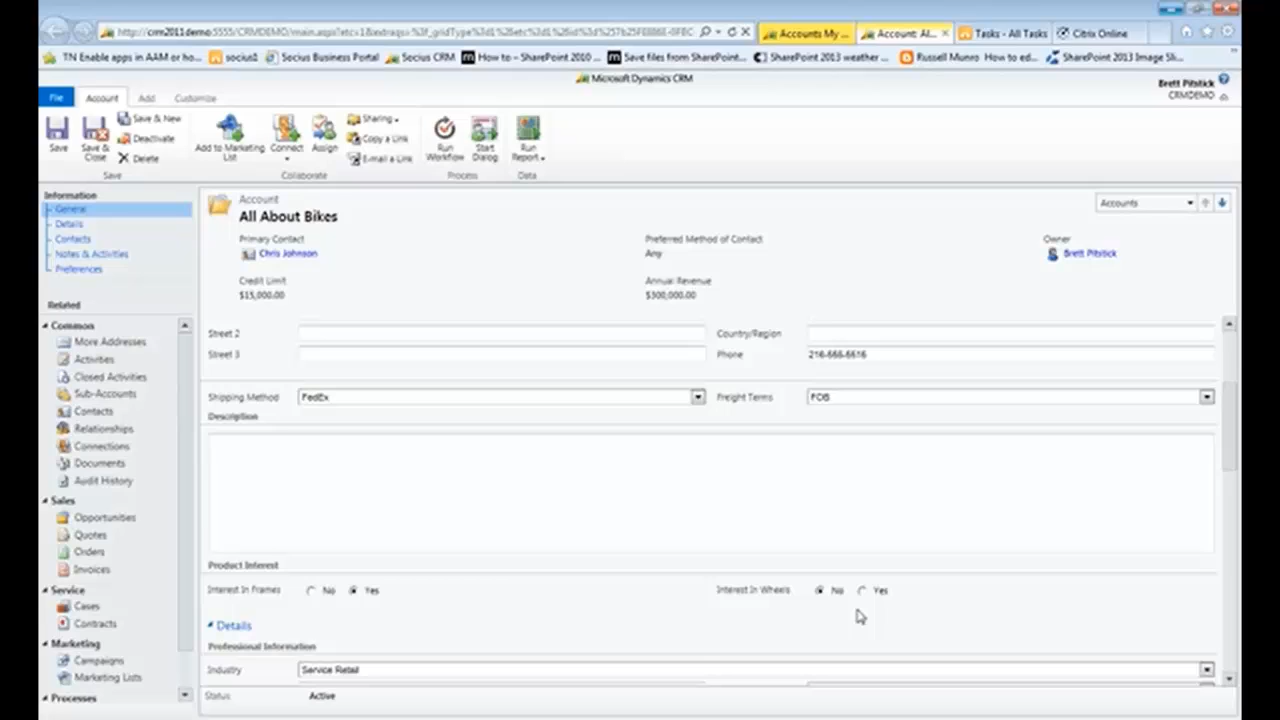 Accounts My ...
Account: Al...
Tasks - All Tasks
Citrix Online
TN Enable apps in AAM or ho...
socius1
Socius Business Portal
Socius CRM
How to – SharePoint 2010 ...
Save files from SharePoint...
SharePoint 2013 weather ...
Russell Munro How to ed...
SharePoint 2013 Image Sli...
Microsoft Dynamics CRM
Brett Pitstick
CRMDEMO
File
Account
Add
Customize
Save
Save & Close
Save & New
Deactivate
Delete
Add to Marketing List
Connect
Assign
Sharing
Copy a Link
E-mail a Link
Run Workflow
Start Dialog
Run Report
Save
Collaborate
Process
Data
Information
General
Details
Contacts
Notes & Activities
Preferences
Related
Common
More Addresses
Activities
Closed Activities
Sub-Accounts
Contacts
Relationships
Connections
Documents
Audit History
Sales
Opportunities
Quotes
Orders
Invoices
Service
Cases
Contracts
Marketing
Campaigns
Marketing Lists
Processes
Account
All About Bikes
Accounts
Primary Contact
Chris Johnson
Preferred Method of Contact
Any
Owner
Brett Pitstick
Credit Limit
$15,000.00
Annual Revenue
$300,000.00
Street 2
Country/Region
Street 3
Phone
Shipping Method
FedEx
Freight Terms
FOB
Description
Product Interest
Interest In Frames
No
Yes
Interest In Wheels
No
Yes
Details
Professional Information
Industry
Service Retail
Status
Active